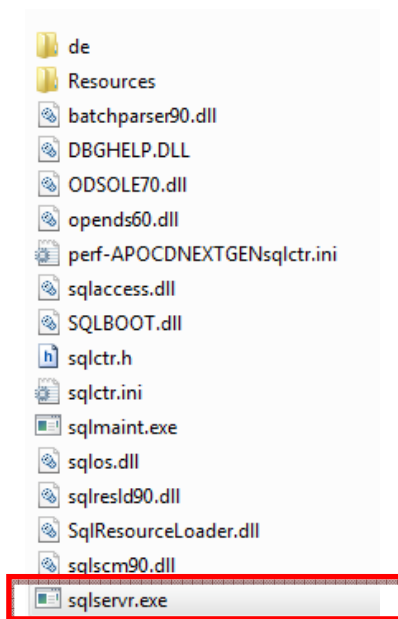 de
Resources
batchparser90.dll
DBGHELP.DLL
ODSOLE70.dll
opends60.dll
perf-APOCDNEXTGENsqlctr.ini
sqlaccess.dll
SQLBOOT.dll
sqlctr.h
sqlctr.ini
sqlmaint.exe
sqlos.dll
sqlresld90.dll
SqlResourceLoader.dll
sqlscm90.dll
sqlservr.exe